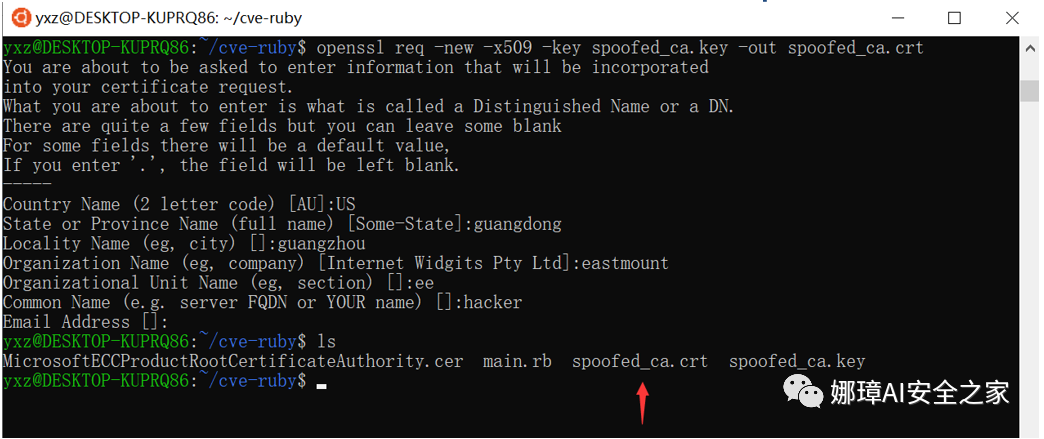 yxz@DESKTOP-KUPRQ86: ~/cve-ruby
yxz@DESKTOP-KUPRQ86:~/cve-ruby$ openssl req -new -x509 -key spoofed_ca.key -out spoofed_ca.crt
You are about to be asked to enter information that will be incorporated
into your certificate request.
What you are about to enter is what is called a Distinguished Name or a DN.
There are quite a few fields but you can leave some blank
For some fields there will be a default value,
If you enter '.', the field will be left blank.
-----
Country Name (2 letter code) [AU]:US
State or Province Name (full name) [Some-State]:guangdong
Locality Name (eg, city) []:guangzhou
Organization Name (eg, company) [Internet Widgits Pty Ltd]:eastmount
Organizational Unit Name (eg, section) []:ee
Common Name (e.g. server FQDN or YOUR name) []:hacker
Email Address []:
yxz@DESKTOP-KUPRQ86:~/cve-ruby$ ls
MicrosoftECCProductRootCertificateAuthority.cer  main.rb  spoofed_ca.crt  spoofed_ca.key
yxz@DESKTOP-KUPRQ86:~/cve-ruby$
娜璋AI安全之家